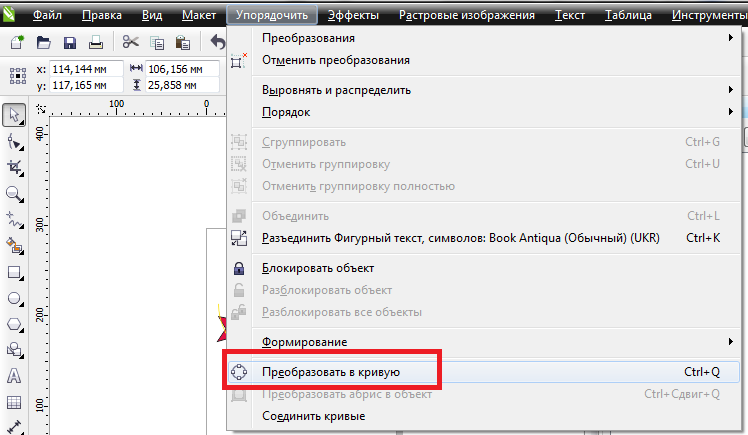 Файл Правка Вид Макет Упорядочить Эффекты Растровые изображения Текст Таблица Инструменты
Преобразования
Отменить преобразования
x: 114,144 мм 106,156 мм
y: 117,165 мм 25,858 мм
Выровнять и распределить
Порядок
100 0
400
Сгруппировать Ctrl+G
Отменить группировку Ctrl+U
Отменить группировку полностью
Объединить Ctrl+L
300
Разъединить Фигурный текст, символов: Book Antiqua (Обычный) (UKR) Ctrl+K
Блокировать объект
Разблокировать объект
Разблокировать все объекты
200
Формирование
Преобразовать в кривую Ctrl+Q
Преобразовать абрис в объект Ctrl+Сдвиг+Q
100
Соединить кривые